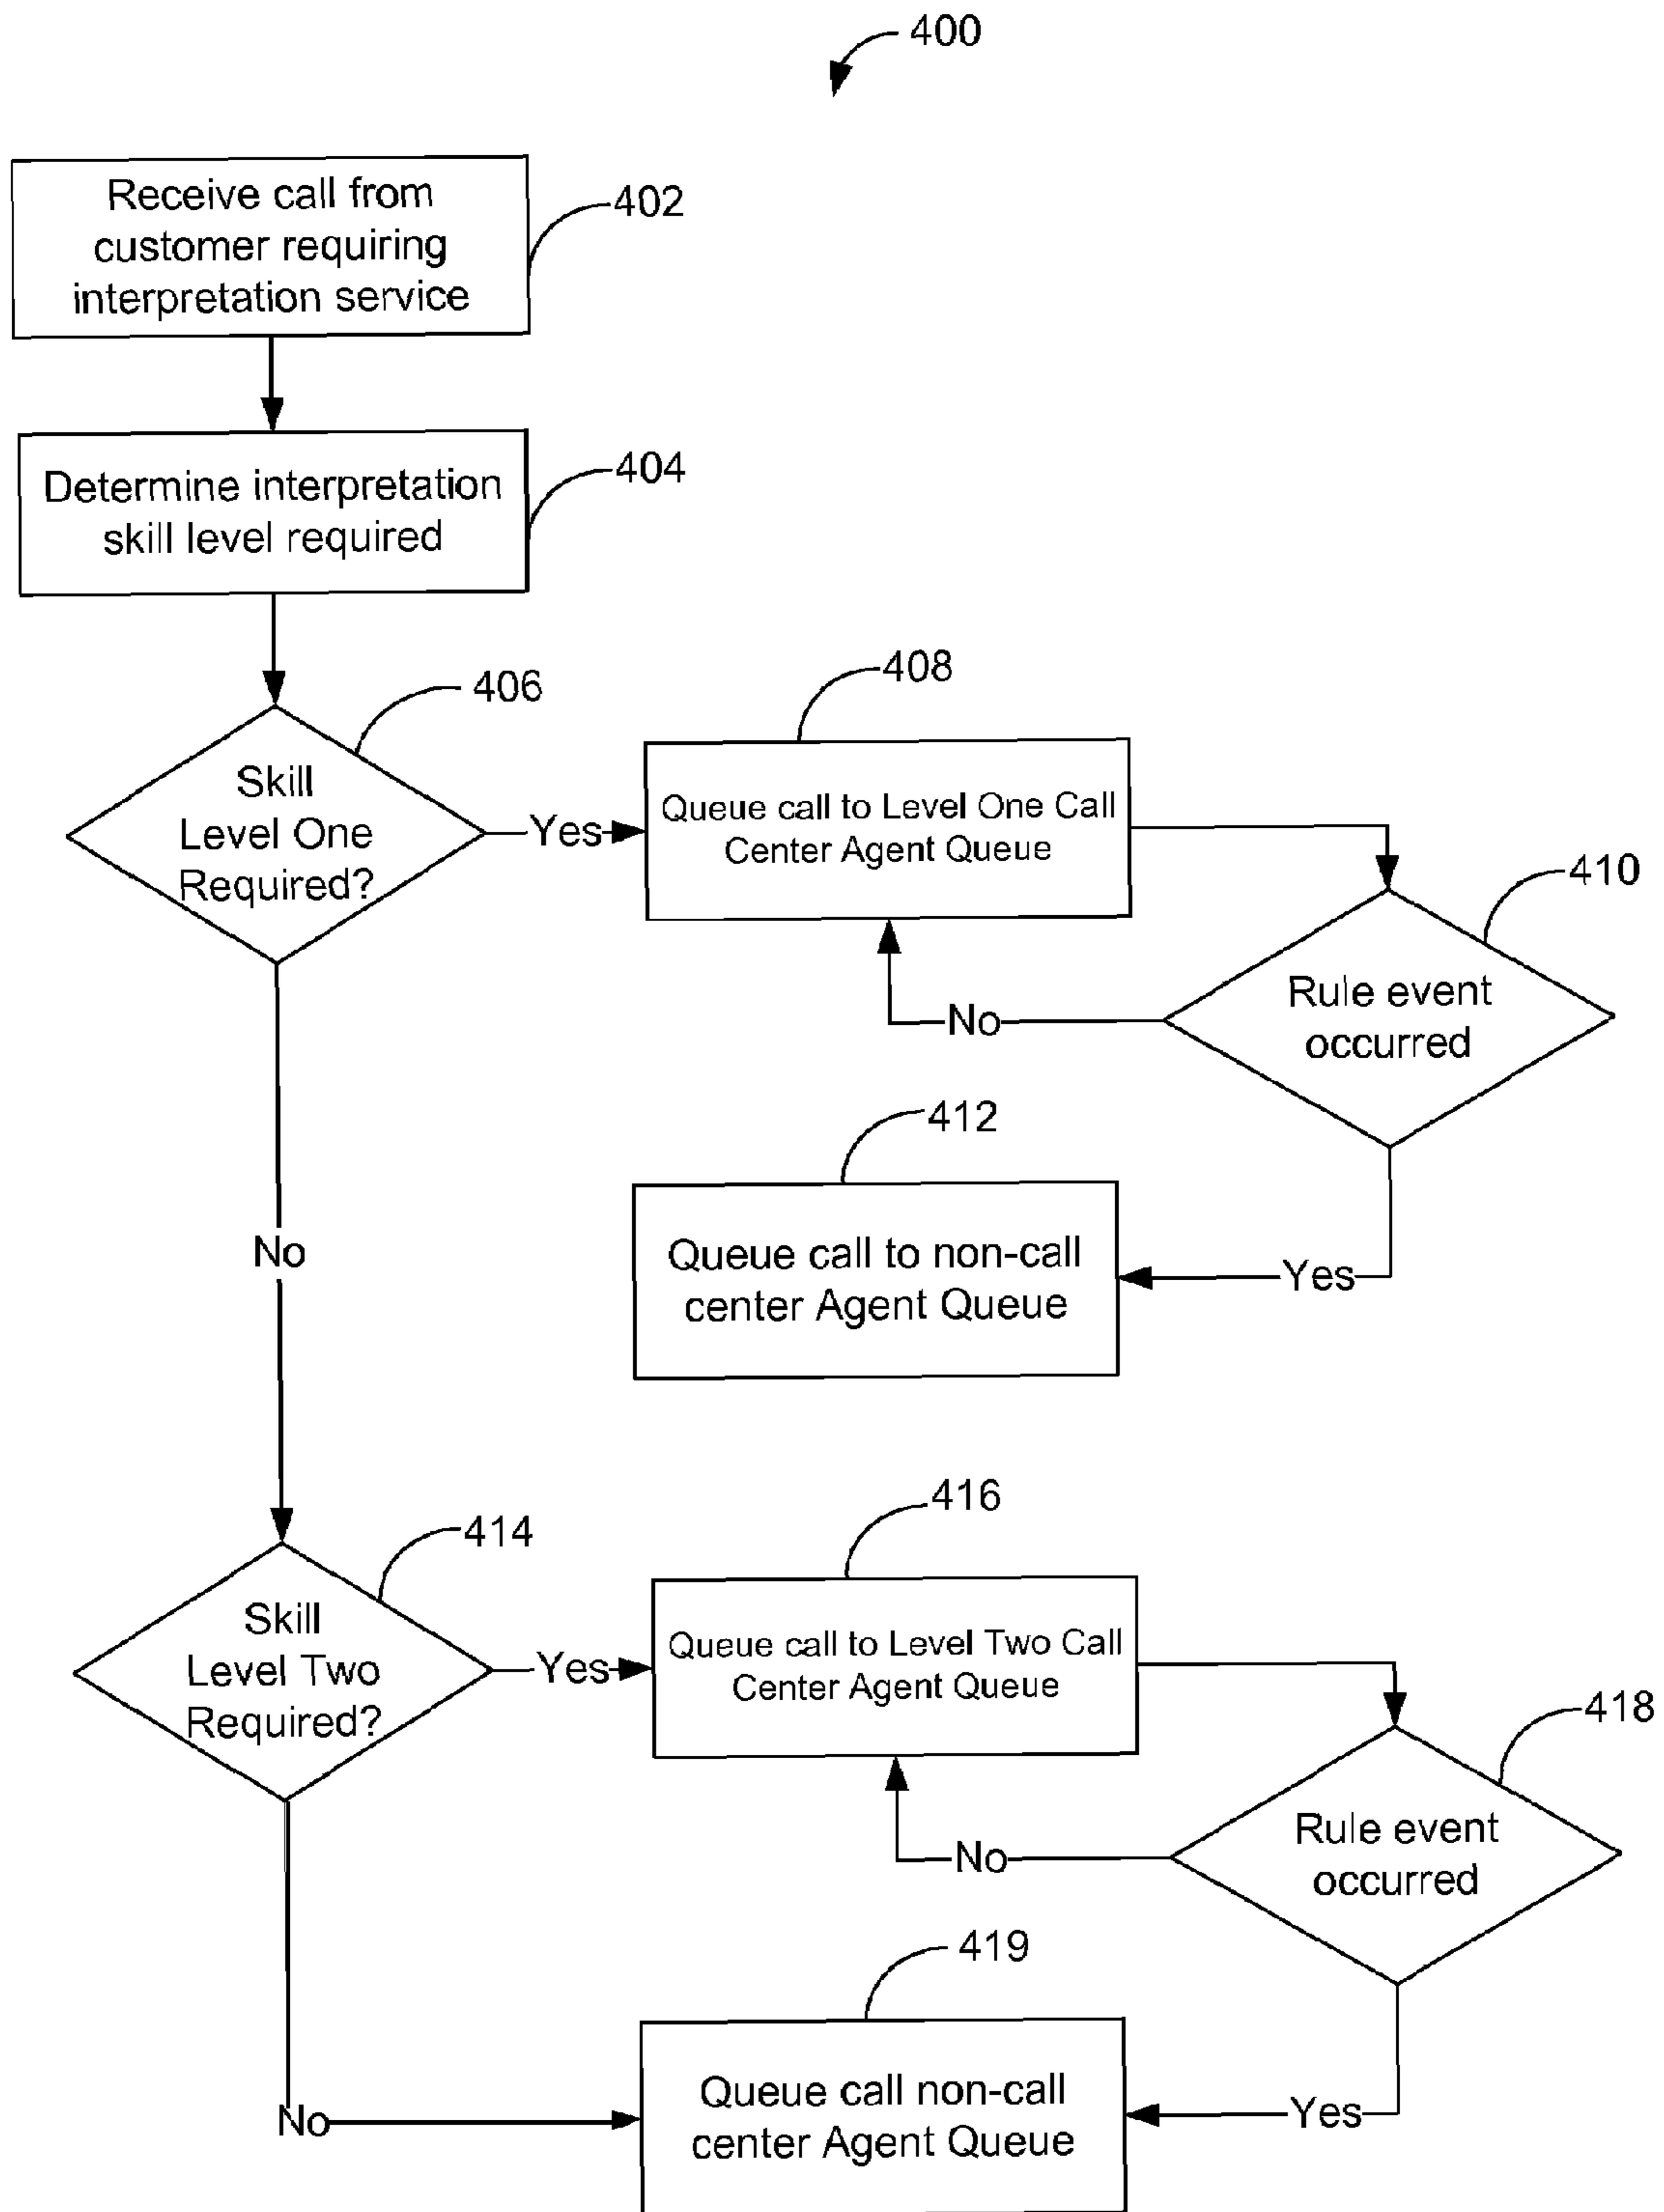 400
Receive call from
customer requiring
interpretation service
402
Determine interpretation
skill level required
404
406
Skill
Level One
Required?
Yes
408
Queue call to Level One Call
Center Agent Queue
410
Rule event
occurred
No
412
Queue call to non-call
center Agent Queue
Yes
No
414
Skill
Level Two
Required?
Yes
416
Queue call to Level Two Call
Center Agent Queue
418
Rule event
occurred
No
419
Queue call non-call
center Agent Queue
Yes
No